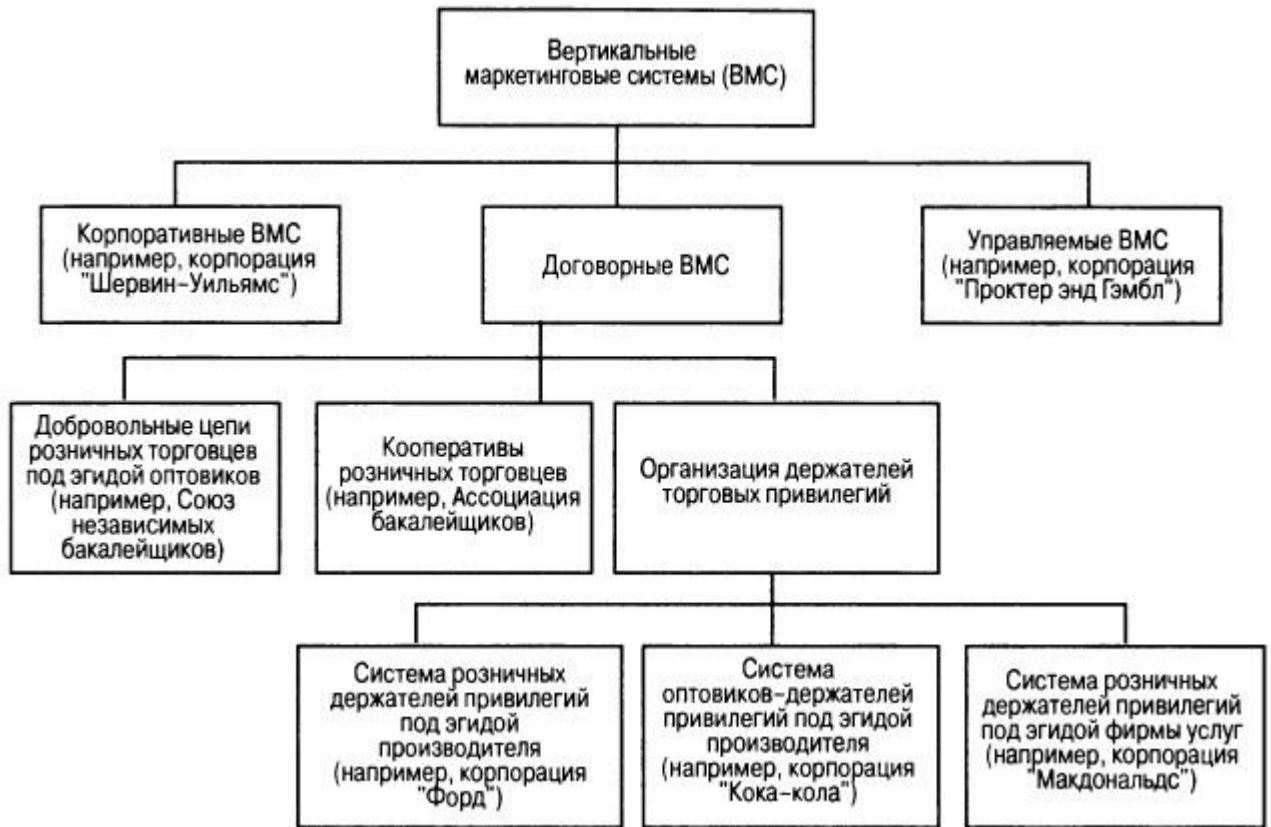 Вертикальные
маркетинговые системы (ВМС)
Корпоративные ВМС
(например, корпорация
"Шервин-Уильямс")
Договорные ВМС
Управляемые ВМС
(например, корпорация
"Проктер энд Гэмбл")
Добровольные цепи
розничных торговцев
под эгидой оптовиков
(например, Союз
независимых
бакалейщиков)
Кооперативы
розничных торговцев
(например, Ассоциация
бакалейщиков)
Организация держателей
торговых привилегий
Система розничных
держателей привилегий
под эгидой
производителя
(например, корпорация
"Форд")
Система
оптовиков-держателей
привилегий под эгидой
производителя
(например, корпорация
"Кока-кола")
Система розничных
держателей привилегий
под эгидой фирмы услуг
(например, корпорация
"Макдональдс")